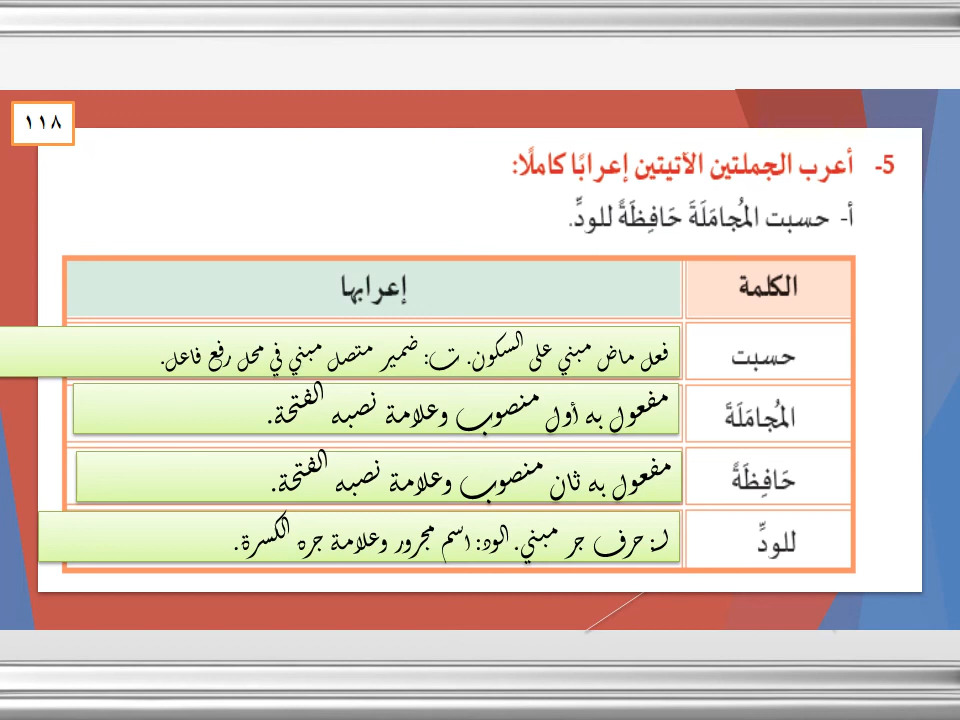 ١١٨
5- أعرب الجملتين الآتيتين إعرابًا كاملًا:
أ- حسبت المُجامَلَةَ حَافِظَةً للودِّ.
الكلمة إعرابها
حسبت فعل ماض مبني على السكون. ت: ضمير متصل مبني في محل رفع فاعل.
المُجامَلَةَ مفعول به أول منصوب وعلامة نصبه الفتحة.
حَافِظَةً مفعول به ثان منصوب وعلامة نصبه الفتحة.
للودِّ لـ: حرف جر مبني. الود: اسم مجرور وعلامة جره الكسرة.